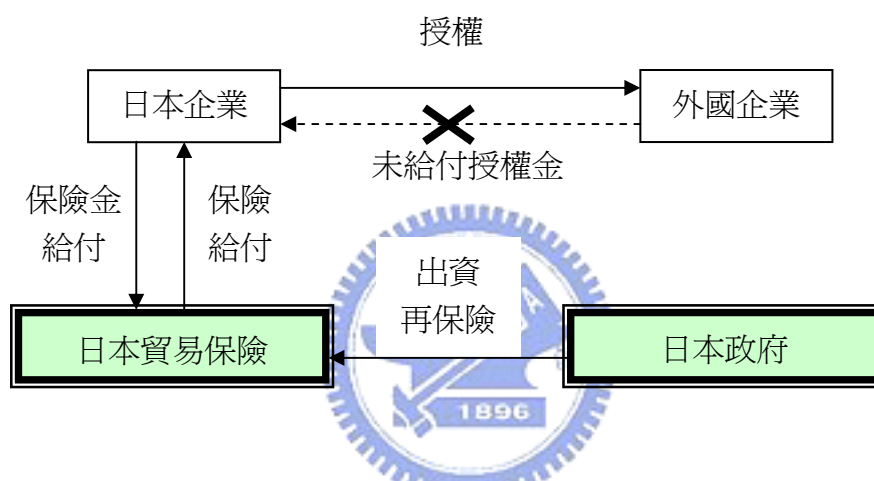 授權
日本企業
外國企業
未給付授權金
保險金
給付
保險
給付
出資
再保險
日本貿易保險
日本政府
1896